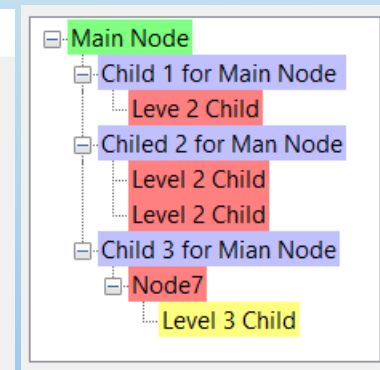 Main Node
Child 1 for Main Node
Leve 2 Child
Chiled 2 for Man Node
Level 2 Child
Level 2 Child
Child 3 for Mian Node
Node7
Level 3 Child